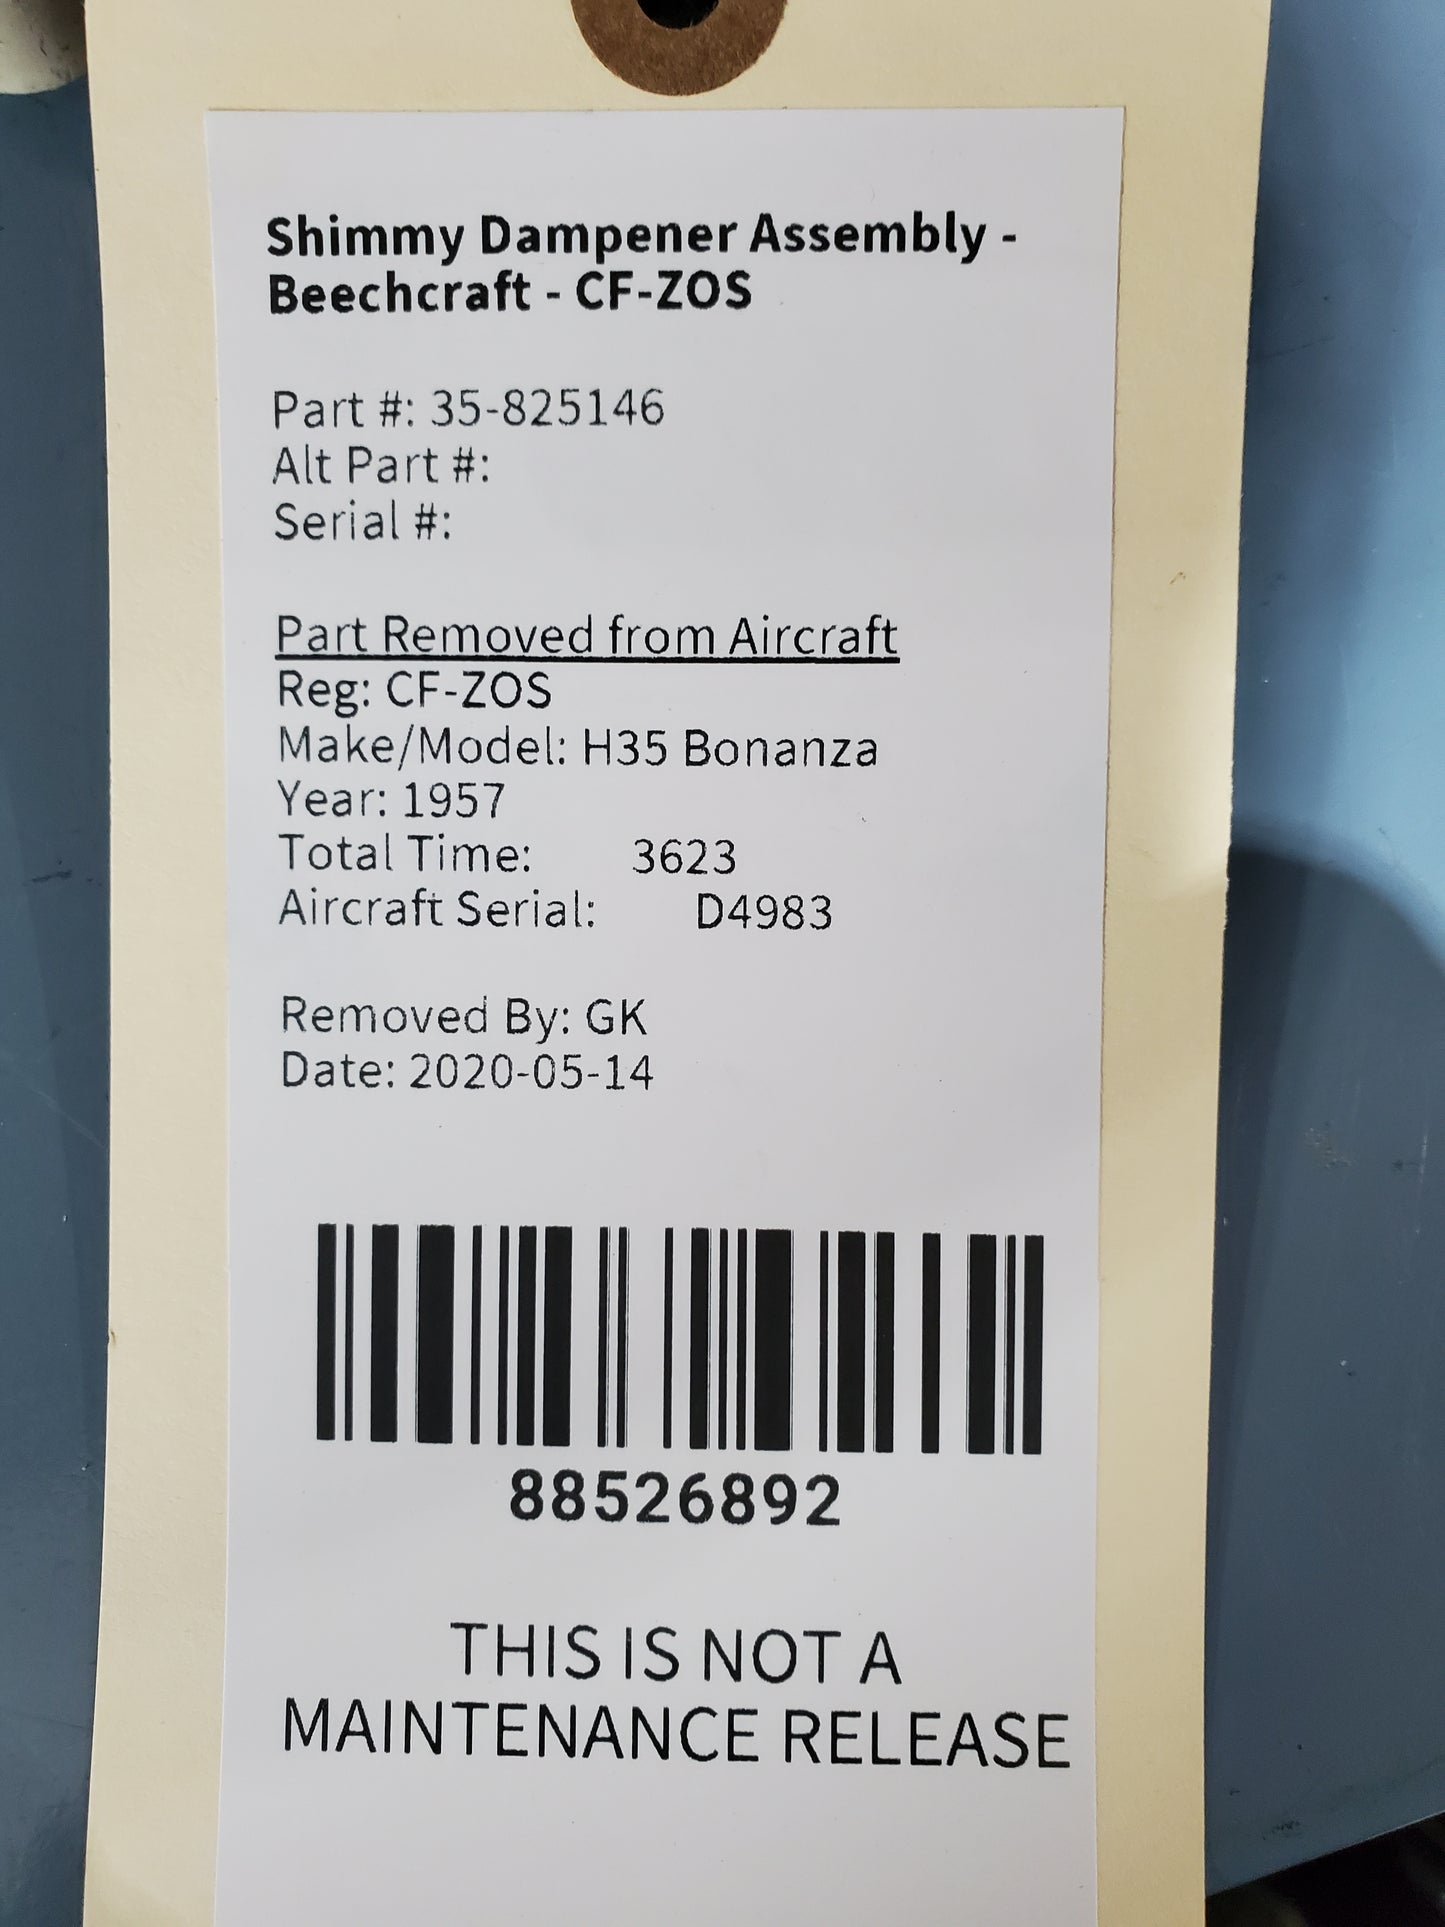 Shimmy Dampener Assembly -
Beechcraft - CF-ZOS
Part #: 35-825146
Alt Part #:
Serial #:
Part Removed from Aircraft
Reg: CF-ZOS
Make/Model: H35 Bonanza
Year: 1957
Total Time: 3623
Aircraft Serial: D4983
Removed By: GK
Date: 2020-05-14
88526892
THIS IS NOT A
MAINTENANCE RELEASE